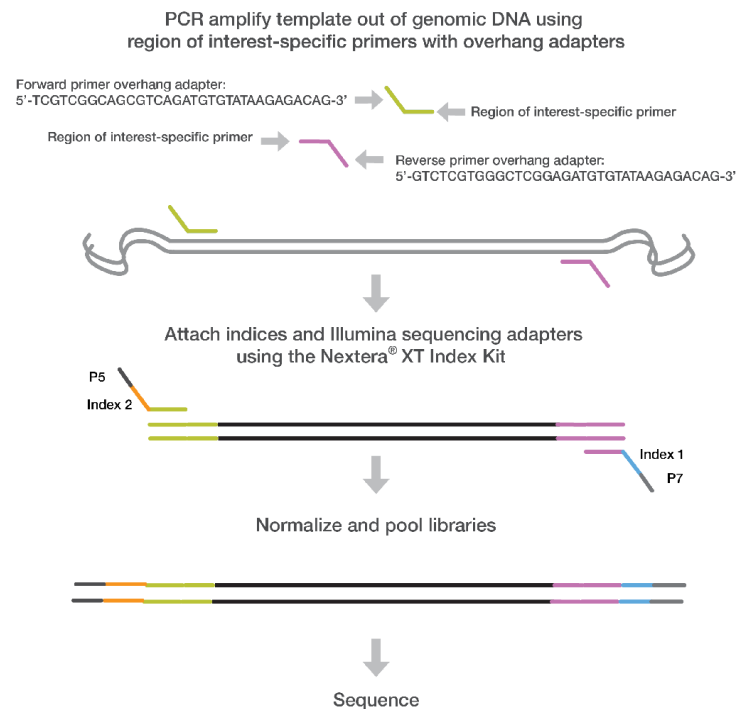 PCR amplify template out of genomic DNA using
region of interest-specific primers with overhang adapters
Forward primer overhang adapter:
5’-TCGTCGGCAGCGTCAGATGTGTATAAGAGACAG-3’
Region of interest-specific primer
Region of interest-specific primer
Reverse primer overhang adapter:
5’-GTCTCGTGGGCTCGGAGATGTGTATAAGAGACAG-3’
Attach indices and Illumina sequencing adapters
using the Nextera® XT Index Kit
P5
Index 2
Index 1
P7
Normalize and pool libraries
Sequence